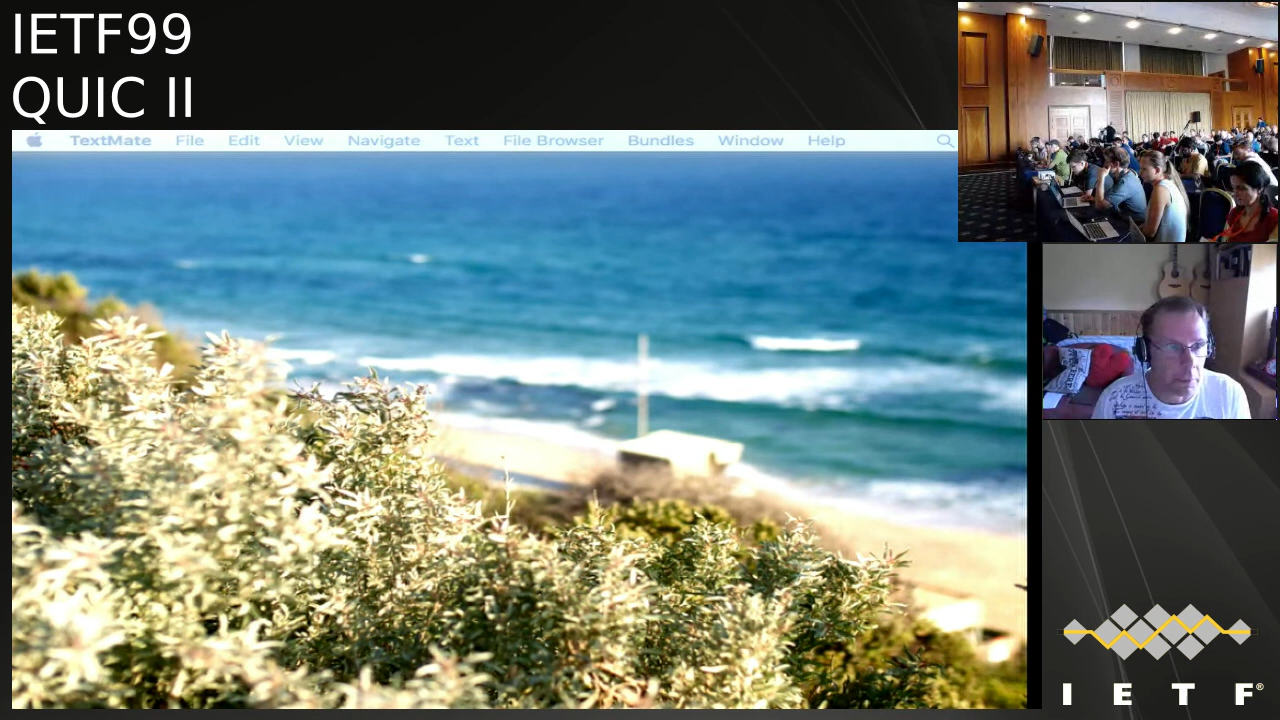 IETF99
QUIC II
TextMate File Edit View Navigate Text File Browser Bundles Window Help
I E T F®